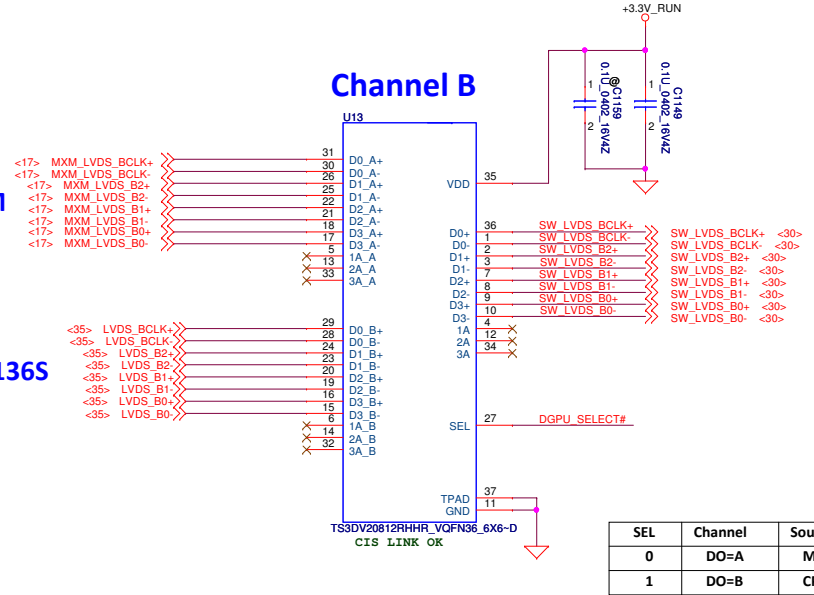 +3.3V_RUN
Channel B
U13
0.1U_0402_16V4Z
@C1159
1
2
0.1U_0402_16V4Z
C1149
1
2
<17> MXM_LVDS_BCLK+ 31 D0_A+
<17> MXM_LVDS_BCLK- 30 D0_A-
<17> MXM_LVDS_B2+ 26 D1_A+
<17> MXM_LVDS_B2- 25 D1_A-
<17> MXM_LVDS_B1+ 22 D2_A+
<17> MXM_LVDS_B1- 21 D2_A-
<17> MXM_LVDS_B0+ 18 D3_A+
<17> MXM_LVDS_B0- 17 D3_A-
5 1A_A
13 2A_A
33 3A_A
136S
<35> LVDS_BCLK+ 29 D0_B+
<35> LVDS_BCLK- 28 D0_B-
<35> LVDS_B2+ 24 D1_B+
<35> LVDS_B2- 23 D1_B-
<35> LVDS_B1+ 20 D2_B+
<35> LVDS_B1- 19 D2_B-
<35> LVDS_B0+ 16 D3_B+
<35> LVDS_B0- 15 D3_B-
6 1A_B
14 2A_B
32 3A_B
VDD 35
D0+ 36 SW_LVDS_BCLK+ SW_LVDS_BCLK+ <30>
D0- 1 SW_LVDS_BCLK- SW_LVDS_BCLK- <30>
D1+ 2 SW_LVDS_B2+ SW_LVDS_B2+ <30>
D1- 3 SW_LVDS_B2- SW_LVDS_B2- <30>
D2+ 7 SW_LVDS_B1+ SW_LVDS_B1+ <30>
D2- 8 SW_LVDS_B1- SW_LVDS_B1- <30>
D3+ 9 SW_LVDS_B0+ SW_LVDS_B0+ <30>
D3- 10 SW_LVDS_B0- SW_LVDS_B0- <30>
1A 4
2A 12
3A 34
SEL 27 DGPU_SELECT#
TPAD 37
GND 11
TS3DV20812RHHR_VQFN36_6X6~D
CIS LINK OK
SEL Channel Sou
0 DO=A M
1 DO=B